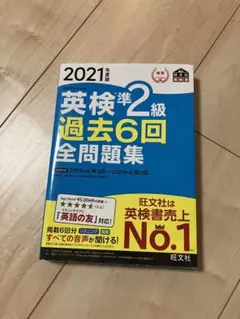 2021年度版
英検®準2級
過去6回
全問題集
「英語の友」対応!
掲載6回分
すべての音声が聞ける!
旺文社は
英検書売上
No.1
旺文社